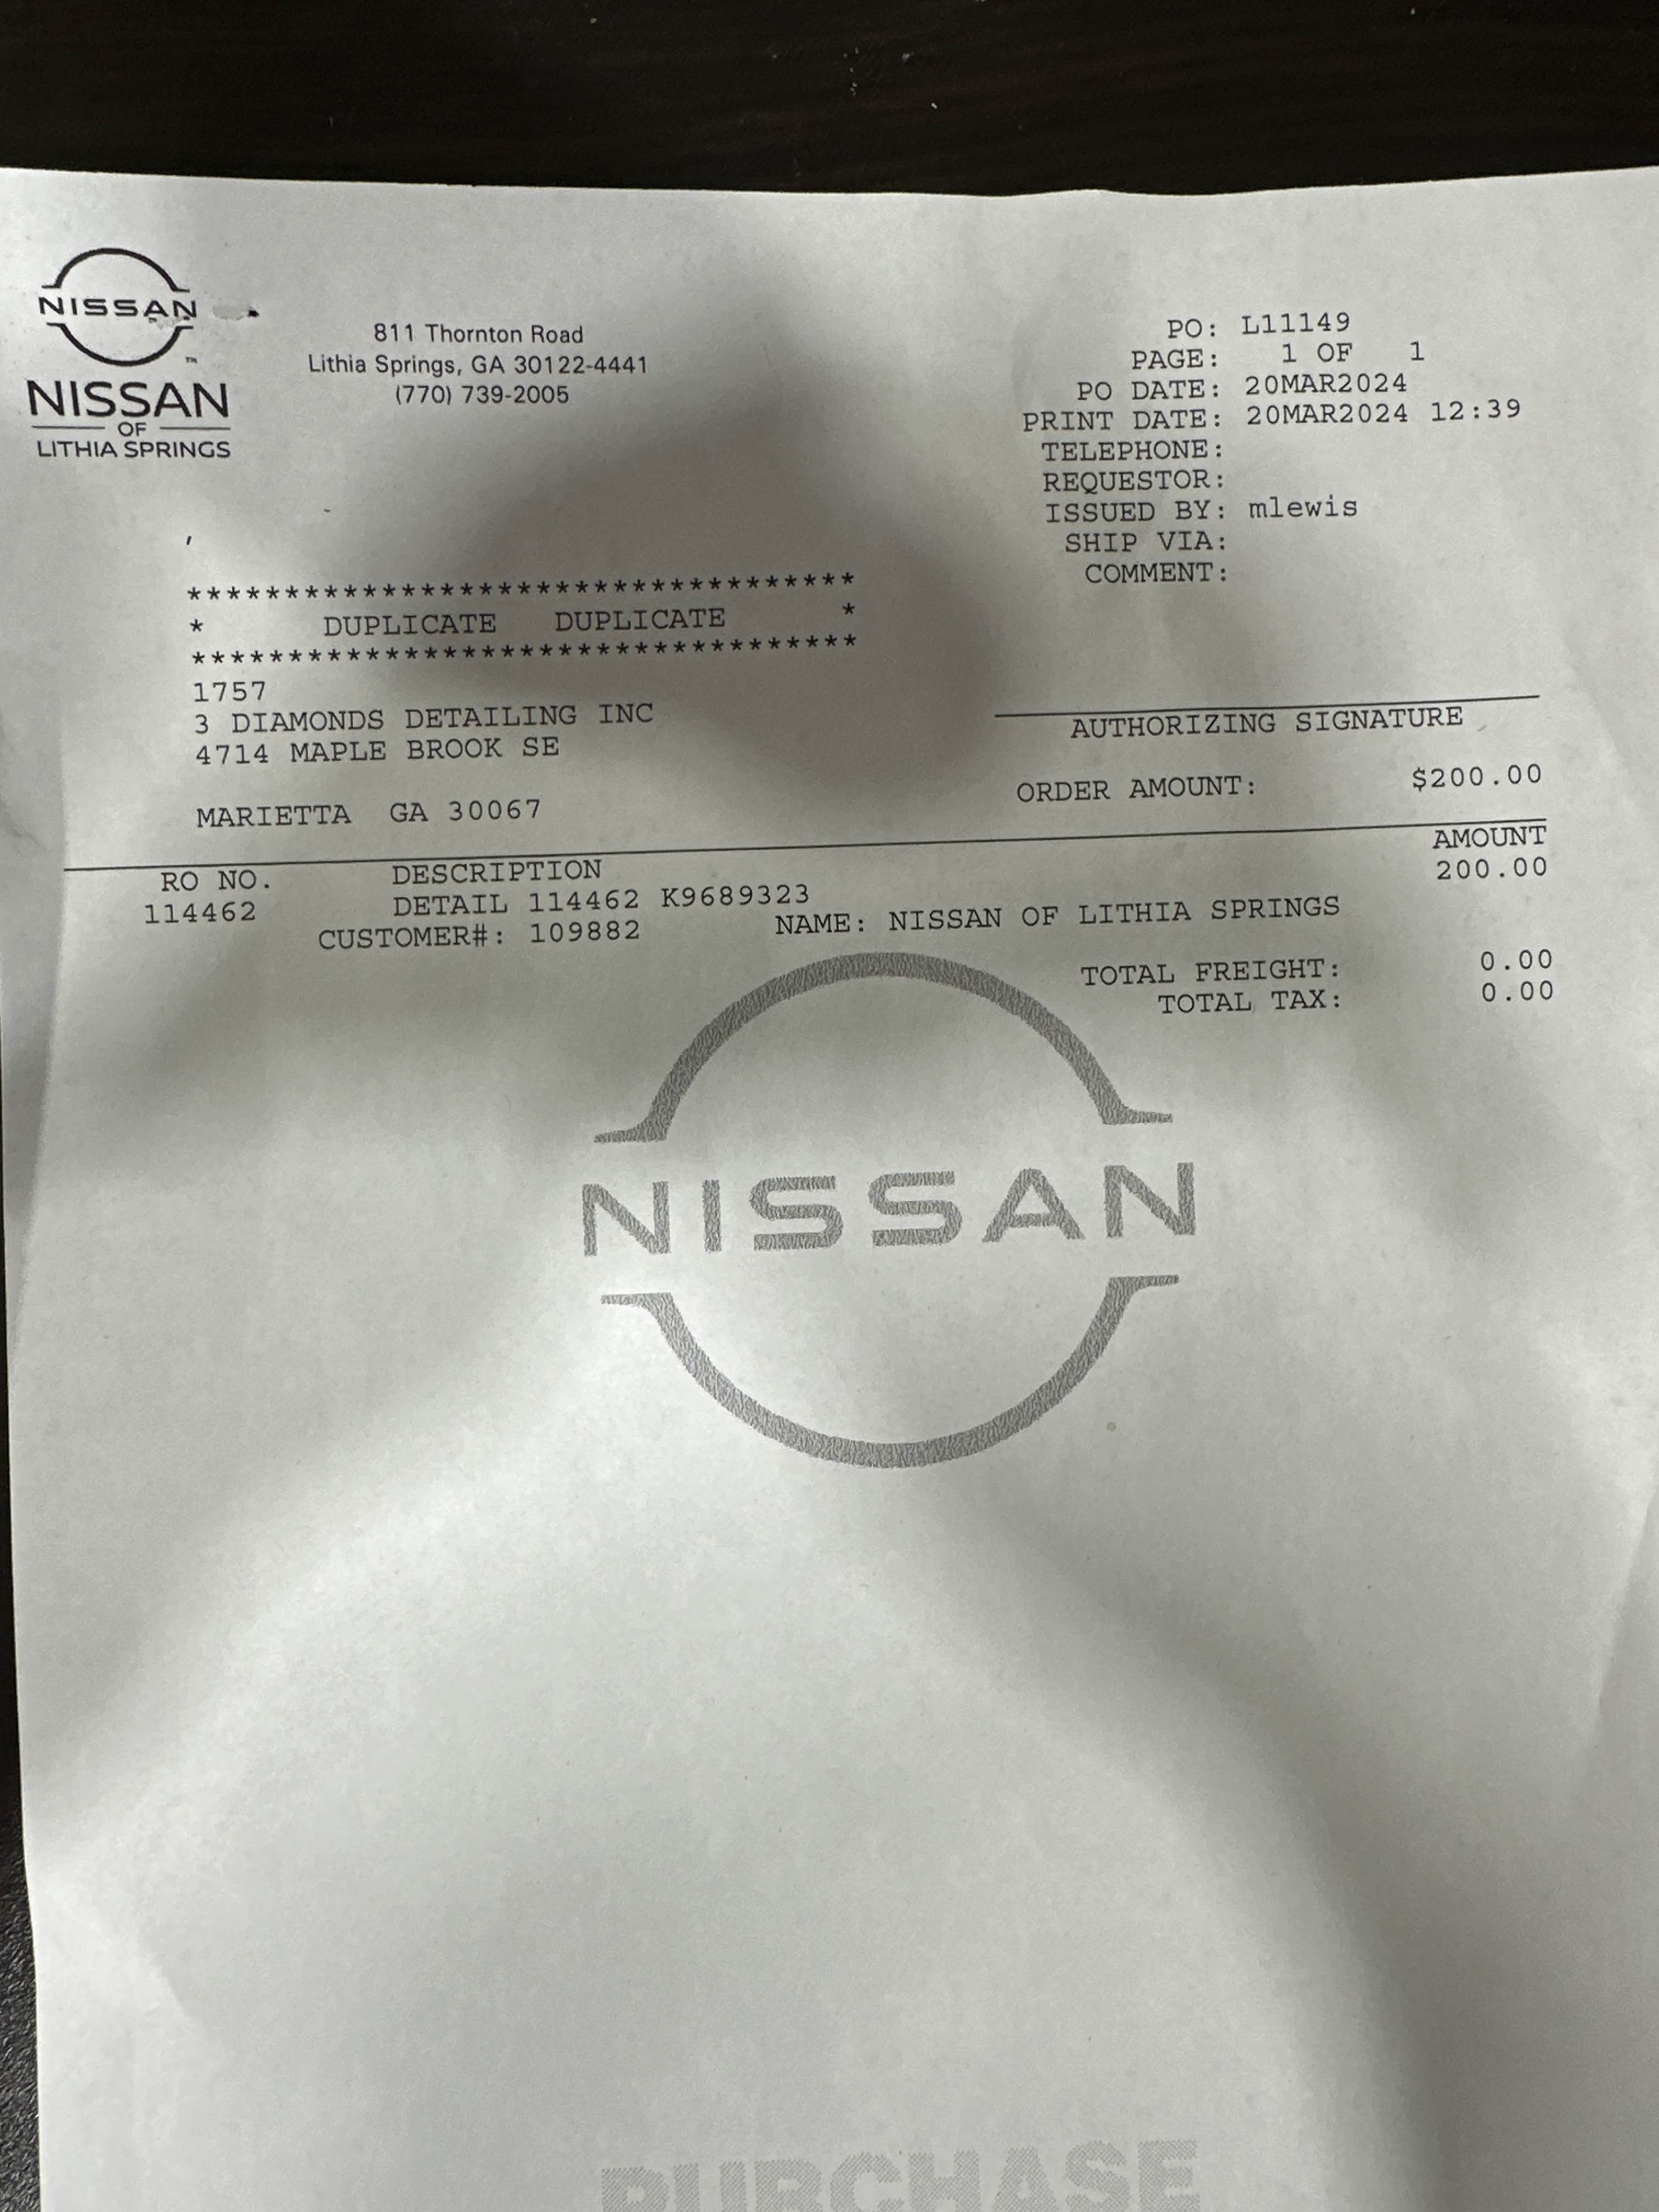 NISSAN
™
NISSAN
OF
LITHIA SPRINGS
811 Thornton Road
Lithia Springs, GA 30122-4441
(770) 739-2005
PO: L11149
PAGE: 1 OF 1
PO DATE: 20MAR2024
PRINT DATE: 20MAR2024 12:39
TELEPHONE:
REQUESTOR:
ISSUED BY: mlewis
SHIP VIA:
COMMENT:
,
***********************************
* DUPLICATE DUPLICATE *
***********************************
1757
3 DIAMONDS DETAILING INC
4714 MAPLE BROOK SE
MARIETTA GA 30067
AUTHORIZING SIGNATURE
ORDER AMOUNT: $200.00
RO NO. DESCRIPTION AMOUNT
114462 DETAIL 114462 K9689323 200.00
CUSTOMER#: 109882 NAME: NISSAN OF LITHIA SPRINGS
TOTAL FREIGHT: 0.00
TOTAL TAX: 0.00
NISSAN
PURCHASE